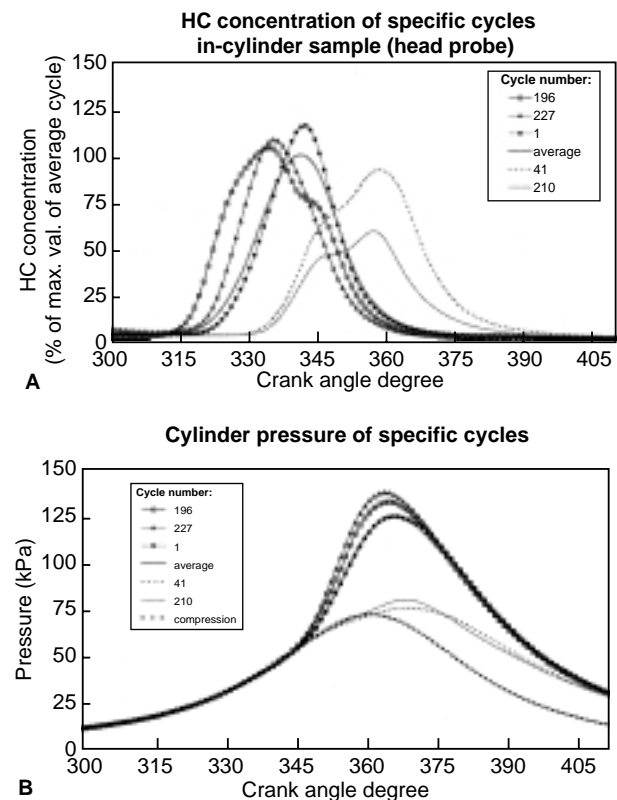 HC concentration of specific cycles
in-cylinder sample (head probe)
150
125
100
75
50
25
0
HC concentration
(% of max. val. of average cycle)
Cycle number:
196
227
1
average
41
210
300 315 330 345 360 375 390 405
Crank angle degree
A
Cylinder pressure of specific cycles
150
125
100
75
50
25
0
Pressure (kPa)
Cycle number:
196
227
1
average
41
210
compression
300 315 330 345 360 375 390 405
Crank angle degree
B